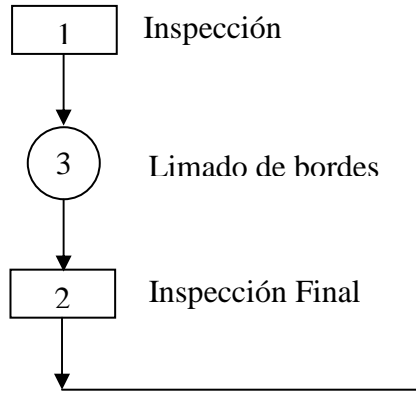 1 Inspección
3 Limado de bordes
2 Inspección Final